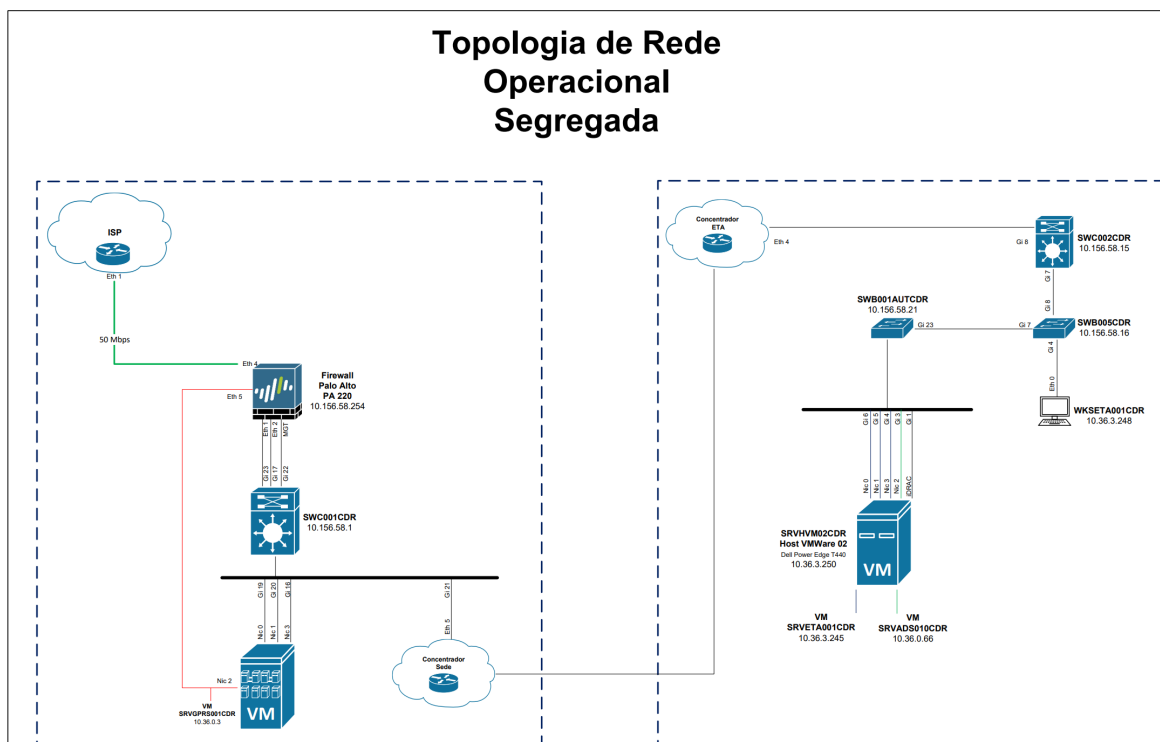 Topologia de Rede
Operacional
Segregada
ISP
Eth 1
50 Mbps
Eth 4
Eth 5
Firewall
Palo Alto
PA 220
10.156.58.254
Eth 1
Eth 2
MGT
Gi 23
Gi 17
Gi 22
SWC001CDR
10.156.58.1
Gi 19
Gi 20
Gi 16
Gi 21
Nic 0
Nic 1
Nic 3
Eth 5
Nic 2
VM
VM
SRVGPRS001CDR
10.36.0.3
Concentrador
Sede
Concentrador
ETA
Eth 4
Gi 8
SWC002CDR
10.156.58.15
Gi 7
Gi 8
SWB001AUTCDR
10.156.58.21
Gi 23
Gi 7
SWB005CDR
10.156.58.16
Gi 4
Eth 0
WKSETA001CDR
10.36.3.248
Gi 6
Gi 5
Gi 4
Gi 3
Gi 1
Nic 0
Nic 1
Nic 3
Nic 2
iDRAC
SRVHVM02CDR
Host VMWare 02
Dell Power Edge T440
10.36.3.250
VM
VM
SRVETA001CDR
10.36.3.245
VM
SRVADS010CDR
10.36.0.66